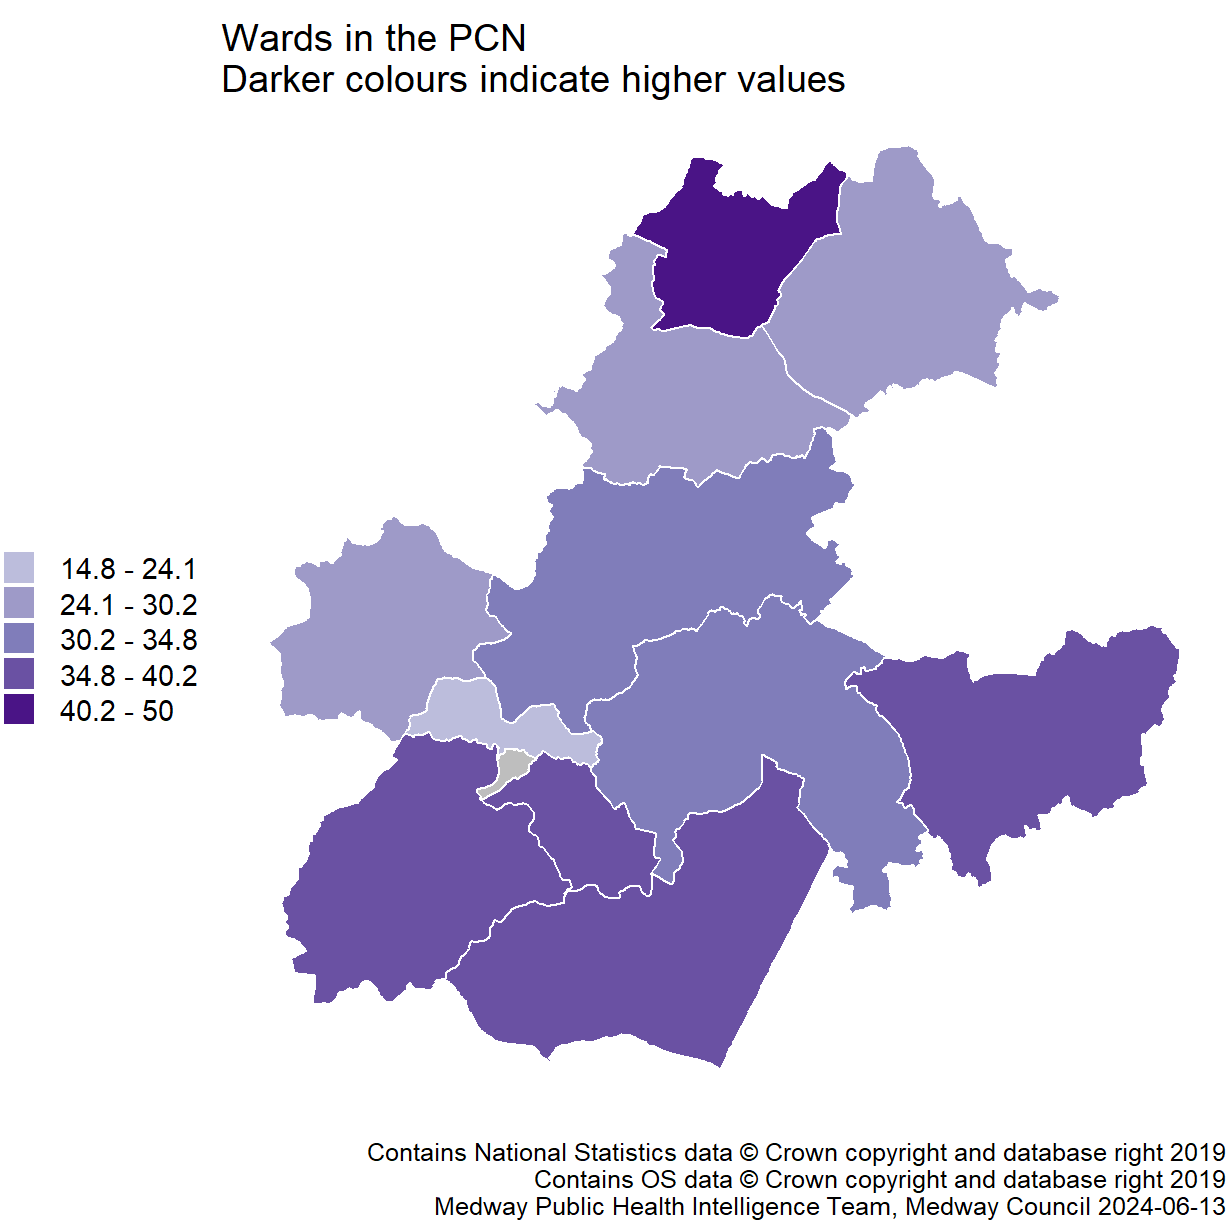 Wards in the PCN
Darker colours indicate higher values
14.8 - 24.1
24.1 - 30.2
30.2 - 34.8
34.8 - 40.2
40.2 - 50
Contains National Statistics data © Crown copyright and database right 2019
Contains OS data © Crown copyright and database right 2019
Medway Public Health Intelligence Team, Medway Council 2024-06-13